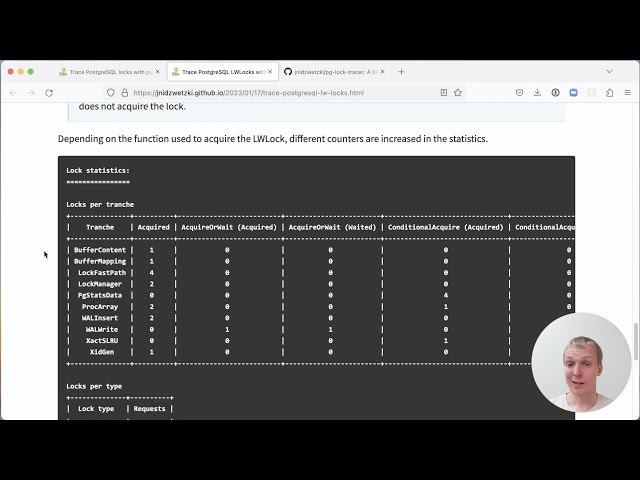 Trace PostgreSQL locks with pg
Trace PostgreSQL LWLocks with
jnidzwetzki/pg-lock-tracer: A BP
https://jnidzwetzki.github.io/2023/01/17/trace-postgresql-lw-locks.html
does not acquire the lock.
Depending on the function used to acquire the LWLock, different counters are increased in the statistics.
Lock statistics:
================
Locks per tranche
| Tranche | Acquired | AcquireOrWait (Acquired) | AcquireOrWait (Waited) | ConditionalAcquire (Acquired) | ConditionalAcqu
| BufferContent | 1 | 0 | 0 | 0 | 0
| BufferMapping | 1 | 0 | 0 | 0 | 0
| LockFastPath | 4 | 0 | 0 | 0 | 0
| LockManager | 2 | 0 | 0 | 0 | 0
| PgStatsData | 0 | 0 | 0 | 4 | 0
| ProcArray | 2 | 0 | 0 | 1 |
| WALInsert | 2 | 0 | 0 | 0 |
| WALWrite | 0 | 1 | 1 | 0 |
| XactSLRU | 0 | 0 | 0 | 1 |
| XidGen | 1 | 0 | 0 | 0 |
Locks per type
| Lock type | Requests |